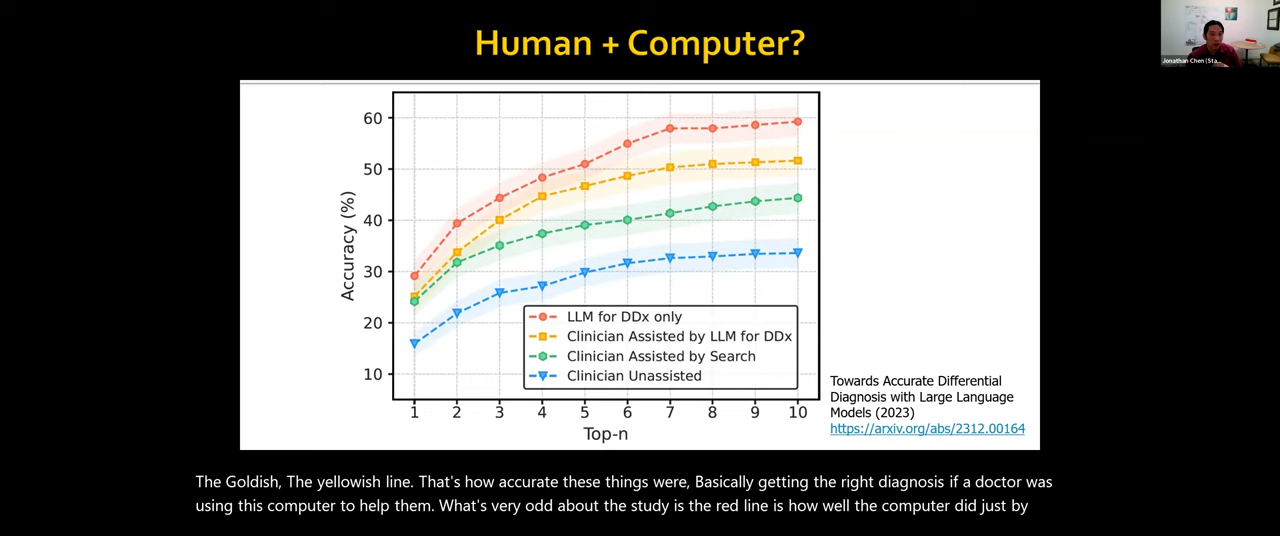 Human + Computer?
Jonathan Chen (Sta...
60
50
40
30
20
10
Accuracy (%)
LLM for DDx only
Clinician Assisted by LLM for DDx
Clinician Assisted by Search
Clinician Unassisted
1 2 3 4 5 6 7 8 9 10
Top-n
Towards Accurate Differential
Diagnosis with Large Language
Models (2023)
https://arxiv.org/abs/2312.00164
The Goldish, The yellowish line. That's how accurate these things were, Basically getting the right diagnosis if a doctor was
using this computer to help them. What's very odd about the study is the red line is how well the computer did just by